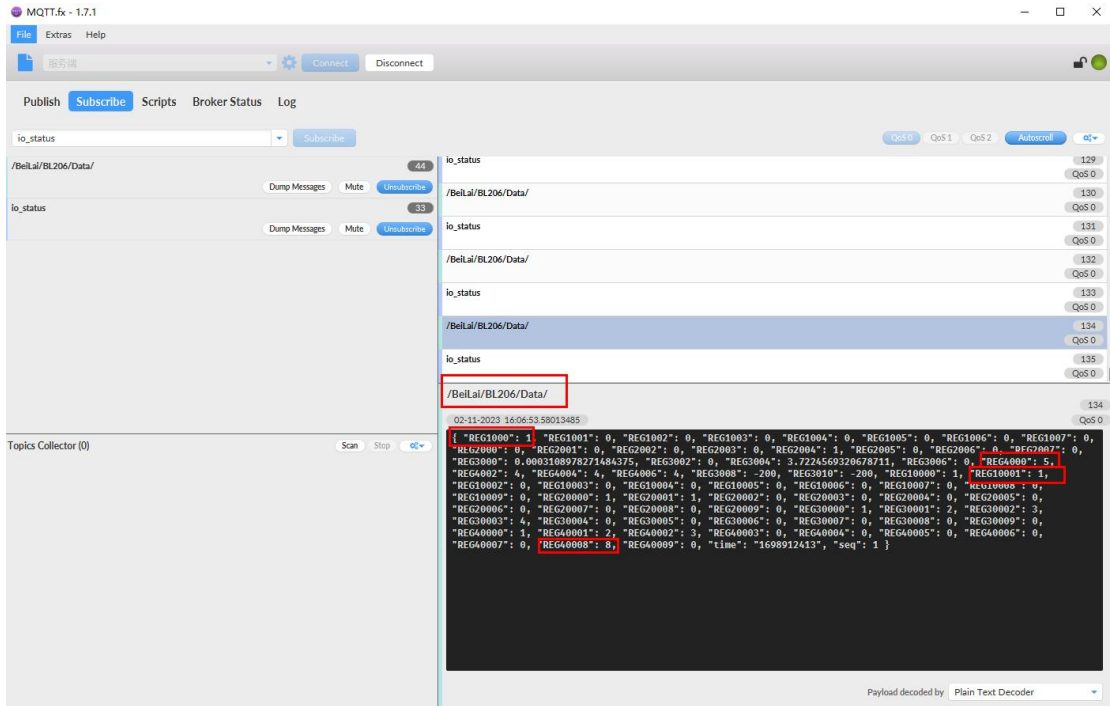 MQTT.fx - 1.7.1
File Extras Help
服务端 Connect Disconnect
Publish Subscribe Scripts Broker Status Log
io_status Subscribe QoS 0 QoS 1 QoS 2 Autoscroll
/BeiLai/BL206/Data/ 44
Dump Messages Mute Unsubscribe
io_status 33
Dump Messages Mute Unsubscribe
io_status 129
QoS 0
/BeiLai/BL206/Data/ 130
QoS 0
io_status 131
QoS 0
/BeiLai/BL206/Data/ 132
QoS 0
io_status 133
QoS 0
/BeiLai/BL206/Data/ 134
QoS 0
io_status 135
QoS 0
Topics Collector (0) Scan Stop
/BeiLai/BL206/Data/ 134
02-11-2023 16:06:53.58013485 QoS 0
{ "REG1000": 1, "REG1001": 0, "REG1002": 0, "REG1003": 0, "REG1004": 0, "REG1005": 0, "REG1006": 0, "REG1007": 0,
"REG2000": 0, "REG2001": 0, "REG2002": 0, "REG2003": 0, "REG2004": 1, "REG2005": 0, "REG2006": 0, "REG2007": 0,
"REG3000": 0.0003108978271484375, "REG3002": 0, "REG3004": 3.7224569320678711, "REG3006": 0, "REG4000": 5,
"REG4002": 4, "REG4004": 4, "REG4006": 4, "REG3008": -200, "REG3010": -200, "REG10000": 1, "REG10001": 1,
"REG10002": 0, "REG10003": 0, "REG10004": 0, "REG10005": 0, "REG10006": 0, "REG10007": 0, "REG10008": 0,
"REG10009": 0, "REG20000": 1, "REG20001": 1, "REG20002": 0, "REG20003": 0, "REG20004": 0, "REG20005": 0,
"REG20006": 0, "REG20007": 0, "REG20008": 0, "REG20009": 0, "REG30000": 1, "REG30001": 2, "REG30002": 3,
"REG30003": 4, "REG30004": 0, "REG30005": 0, "REG30006": 0, "REG30007": 0, "REG30008": 0, "REG30009": 0,
"REG40000": 1, "REG40001": 2, "REG40002": 3, "REG40003": 0, "REG40004": 0, "REG40005": 0, "REG40006": 0,
"REG40007": 0, "REG40008": 8, "REG40009": 0, "time": "1698912413", "seq": 1 }
Payload decoded by Plain Text Decoder